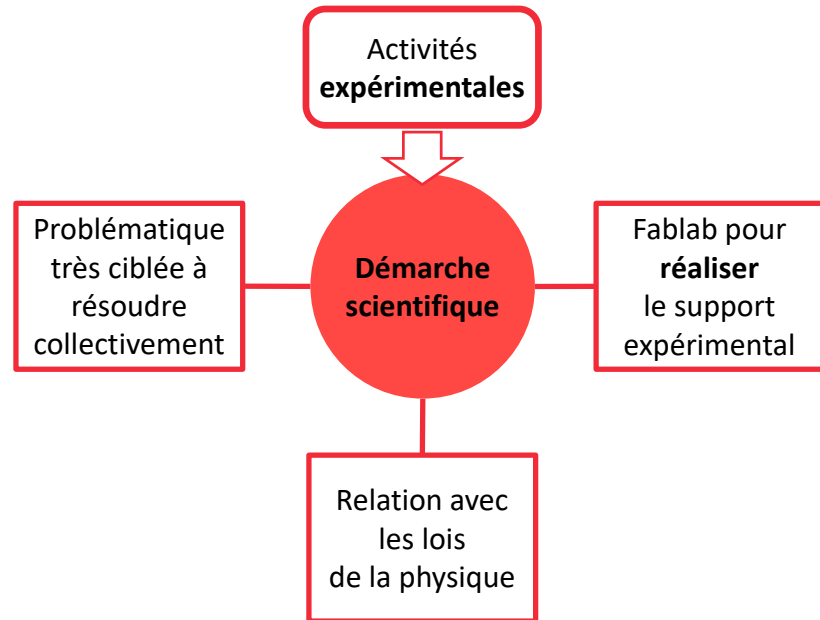 Activités
expérimentales
Problématique
très ciblée à
résoudre
collectivement
Démarche
scientifique
Fablab pour
réaliser
le support
expérimental
Relation avec
les lois
de la physique